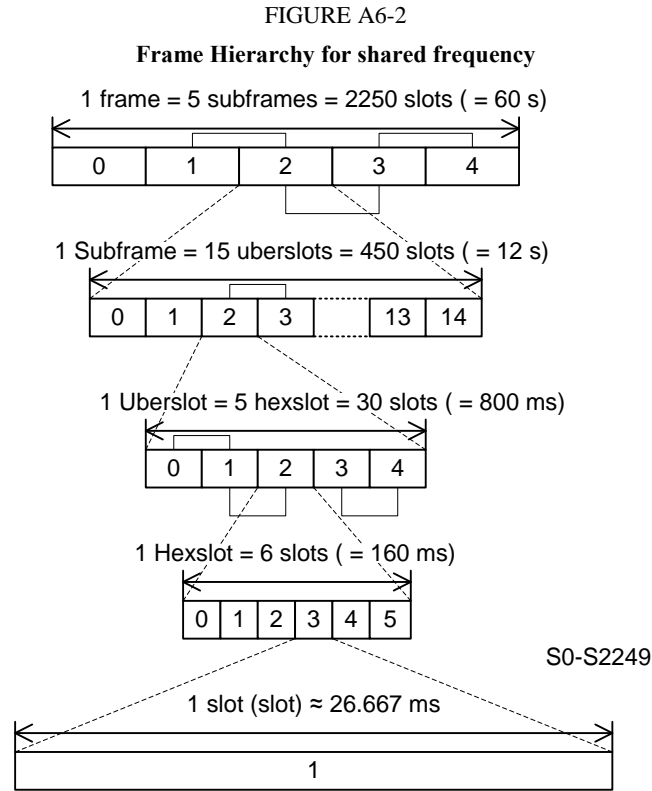 FIGURE A6-2
Frame Hierarchy for shared frequency
1 frame = 5 subframes = 2250 slots ( = 60 s)
0 1 2 3 4
1 Subframe = 15 uberslots = 450 slots ( = 12 s)
0 1 2 3 13 14
1 Uberslot = 5 hexslot = 30 slots ( = 800 ms)
0 1 2 3 4
1 Hexslot = 6 slots ( = 160 ms)
0 1 2 3 4 5
S0-S2249
1 slot (slot) ≈ 26.667 ms
1